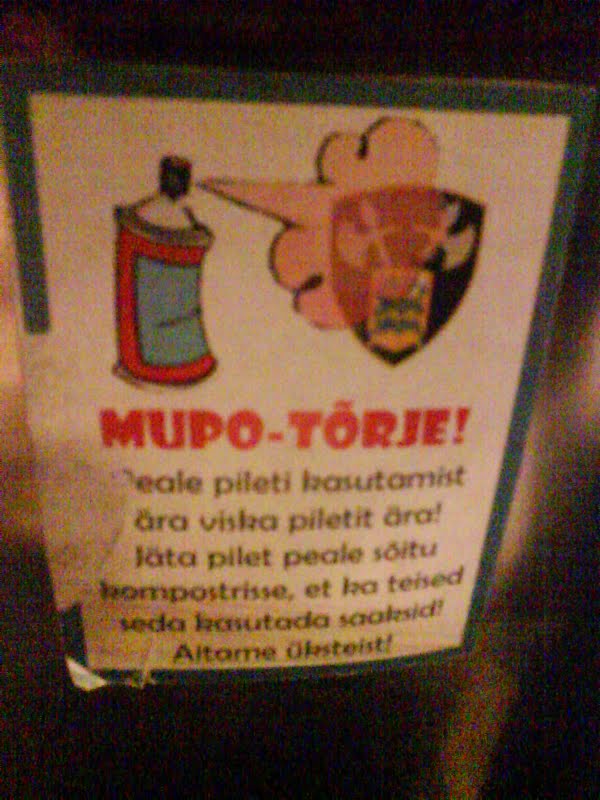 MUPO-TÕRJE!
Peale pileti kasutamist
ära viska piletit ära!
Jäta pilet peale sõitu
kompostrisse, et ka teised
seda kasutada saaksid!
Aitame üksteist!